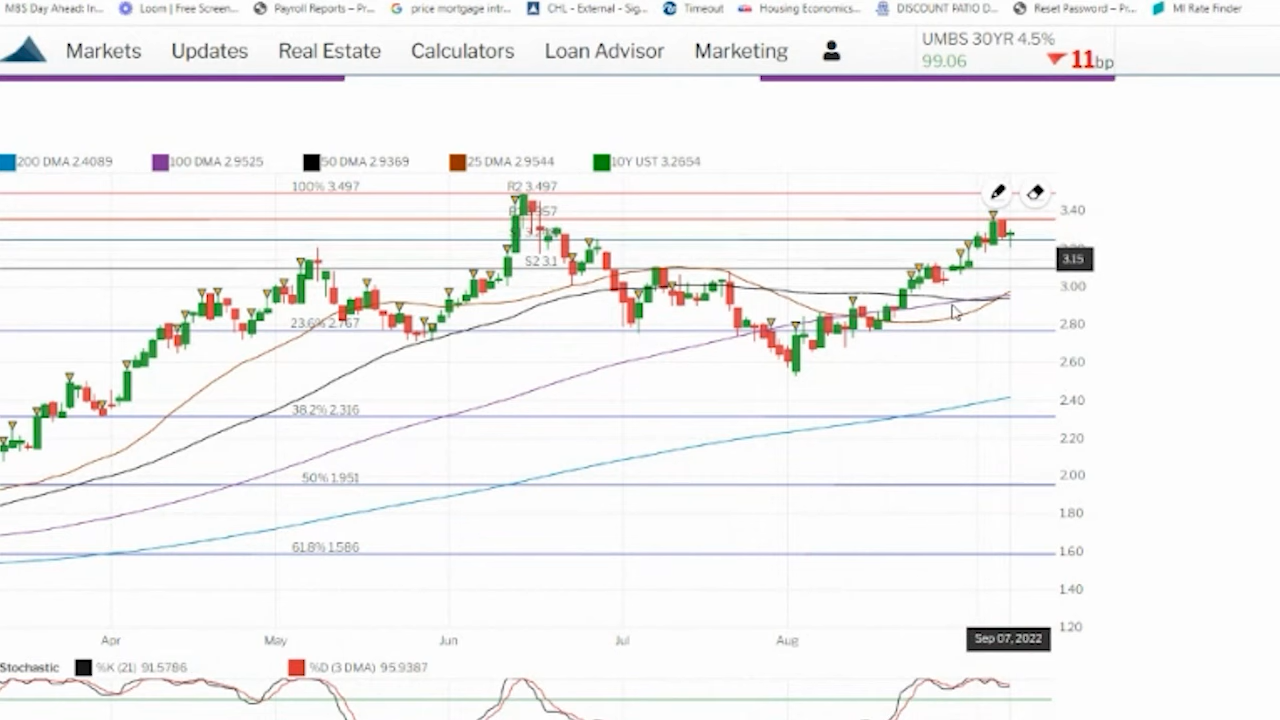 MBS Day Ahead: In...
Loom | Free Screen...
Payroll Reports – Pr...
price mortgage intr...
CHL - External - Sig...
Timeout
Housing Economics...
DISCOUNT PATIO D...
Reset Password – Pr...
MI Rate Finder
Markets
Updates
Real Estate
Calculators
Loan Advisor
Marketing
UMBS 30YR 4.5%
99.06
11bp
200 DMA 2.4089
100 DMA 2.9525
50 DMA 2.9369
25 DMA 2.9544
10Y UST 3.2654
100% 3.497
R2 3.497
S2 3.1
23.6% 2.767
38.2% 2.316
50% 1.951
61.8% 1.586
3.40
3.15
3.00
2.80
2.60
2.40
2.20
2.00
1.80
1.60
1.40
1.20
Apr
May
Jun
Jul
Aug
Sep 07, 2022
Stochastic
%K (21) 91.5786
%D (3 DMA) 95.9387